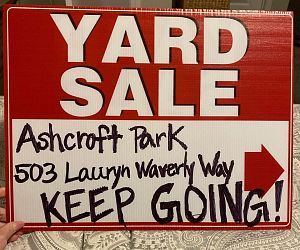 YARD
SALE
Ashcroft Park
503 Lauryn Waverly Way
KEEP GOING!